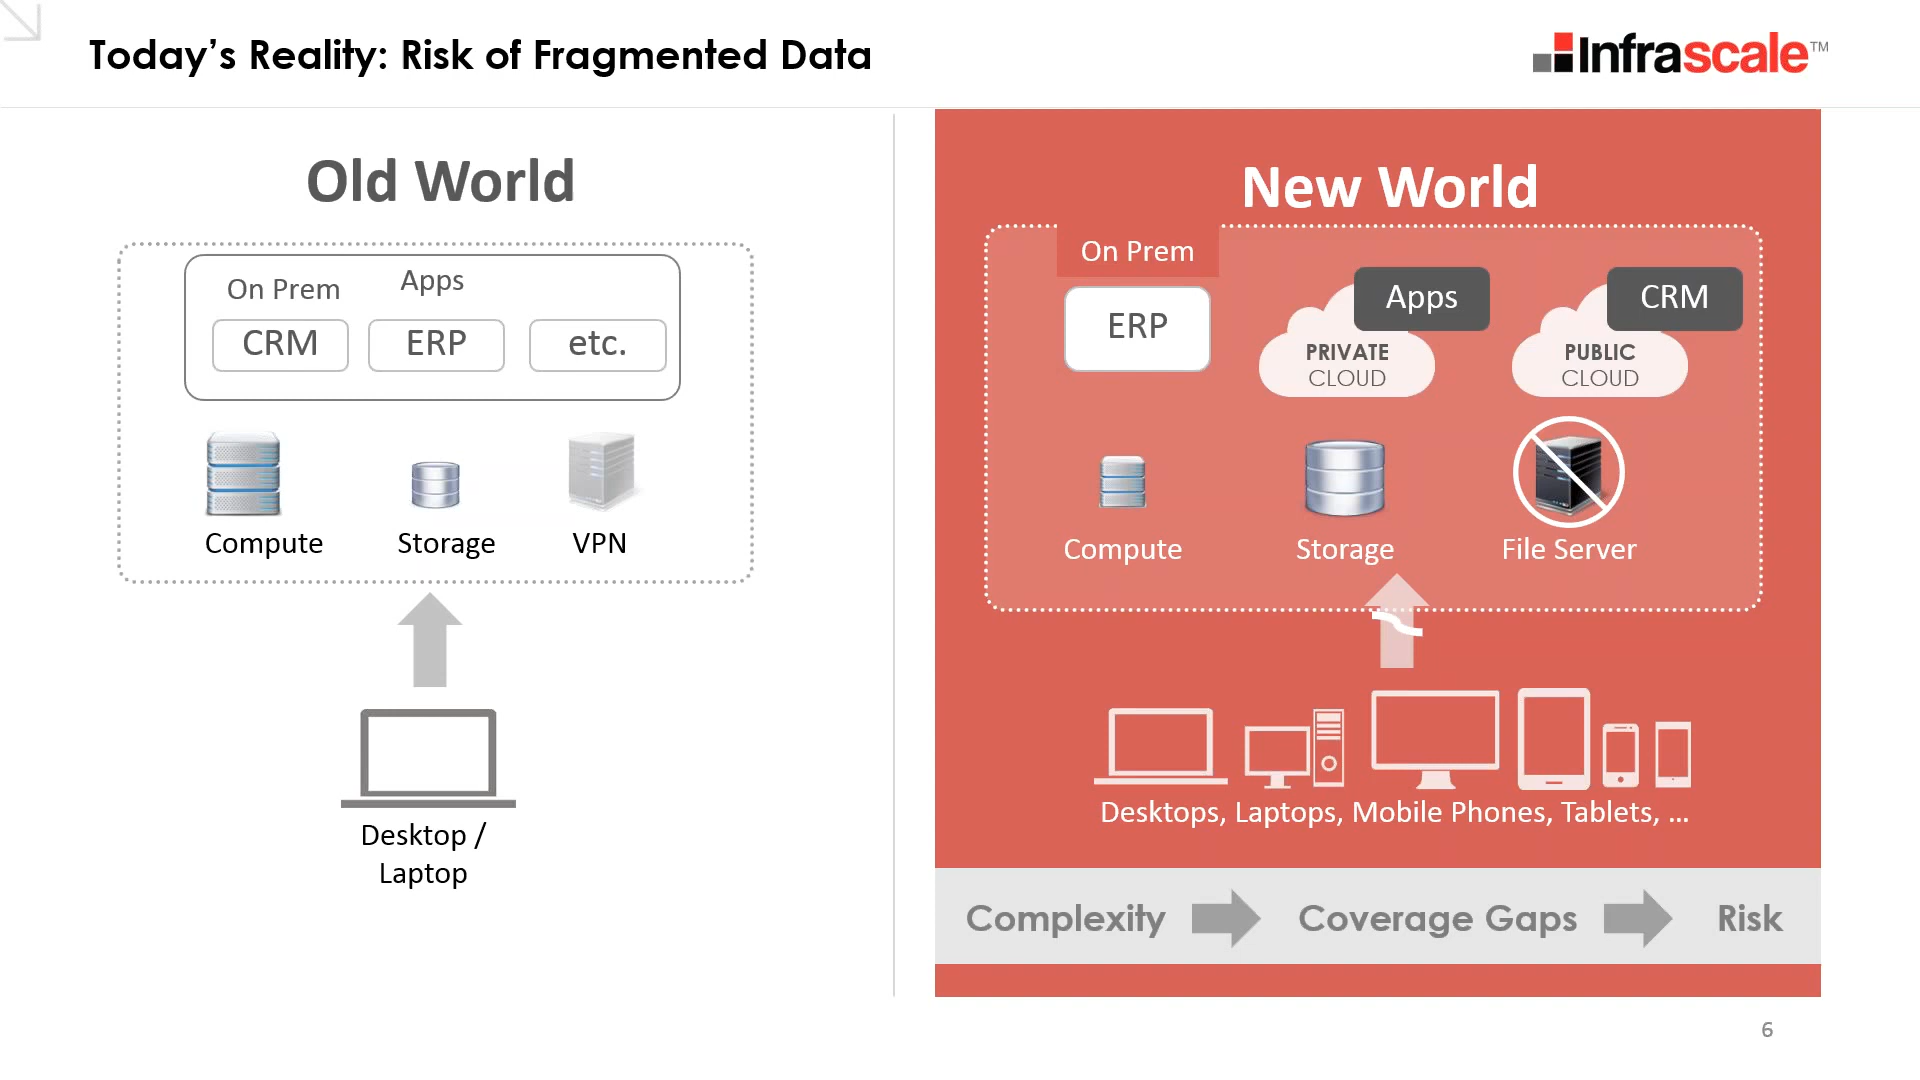 Today’s Reality: Risk of Fragmented Data
Infrascale™
Old World
On Prem
Apps
CRM
ERP
etc.
Compute
Storage
VPN
Desktop /
Laptop
New World
On Prem
ERP
Apps
PRIVATE
CLOUD
CRM
PUBLIC
CLOUD
Compute
Storage
File Server
Desktops, Laptops, Mobile Phones, Tablets, ...
Complexity
Coverage Gaps
Risk
6